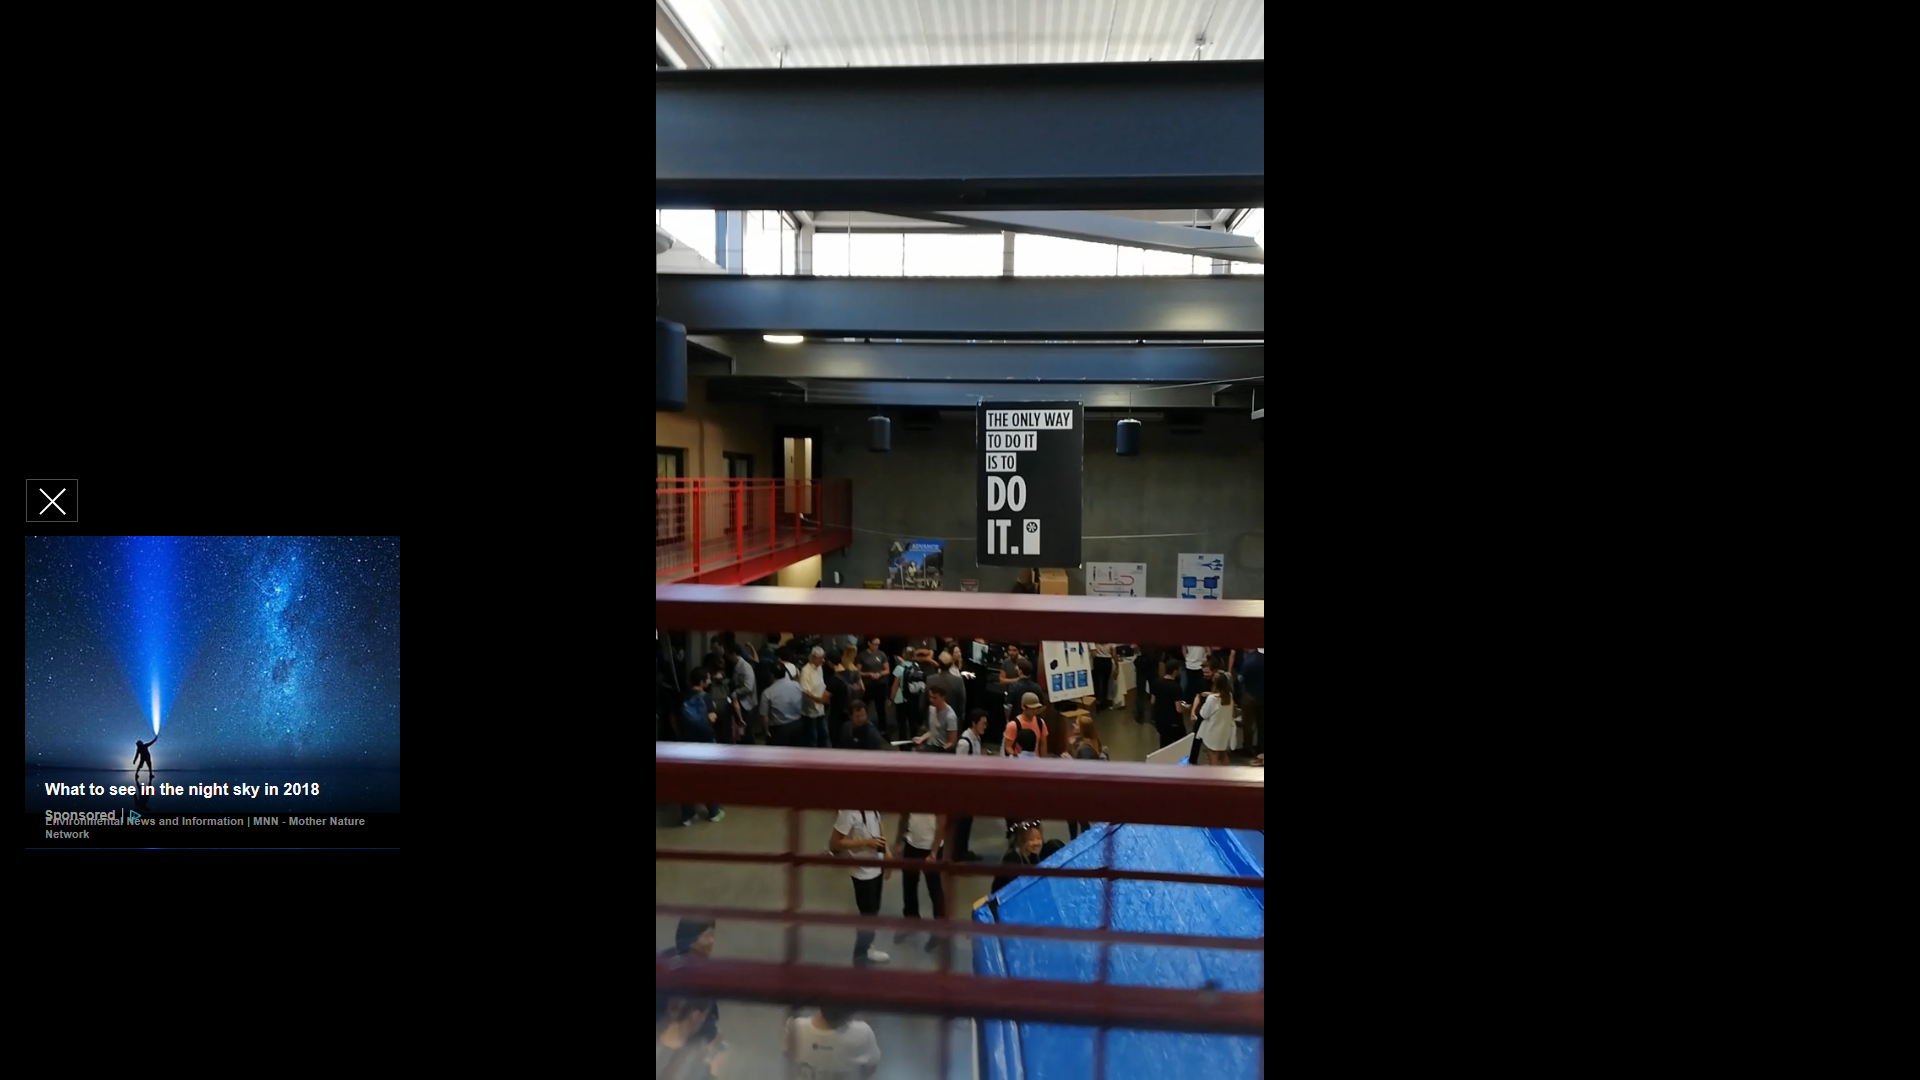 THE ONLY WAY
TO DO IT
IS TO
DO
IT.
ADVANCE
What to see in the night sky in 2018
Sponsored
Environmental News and Information | MNN - Mother Nature
Network